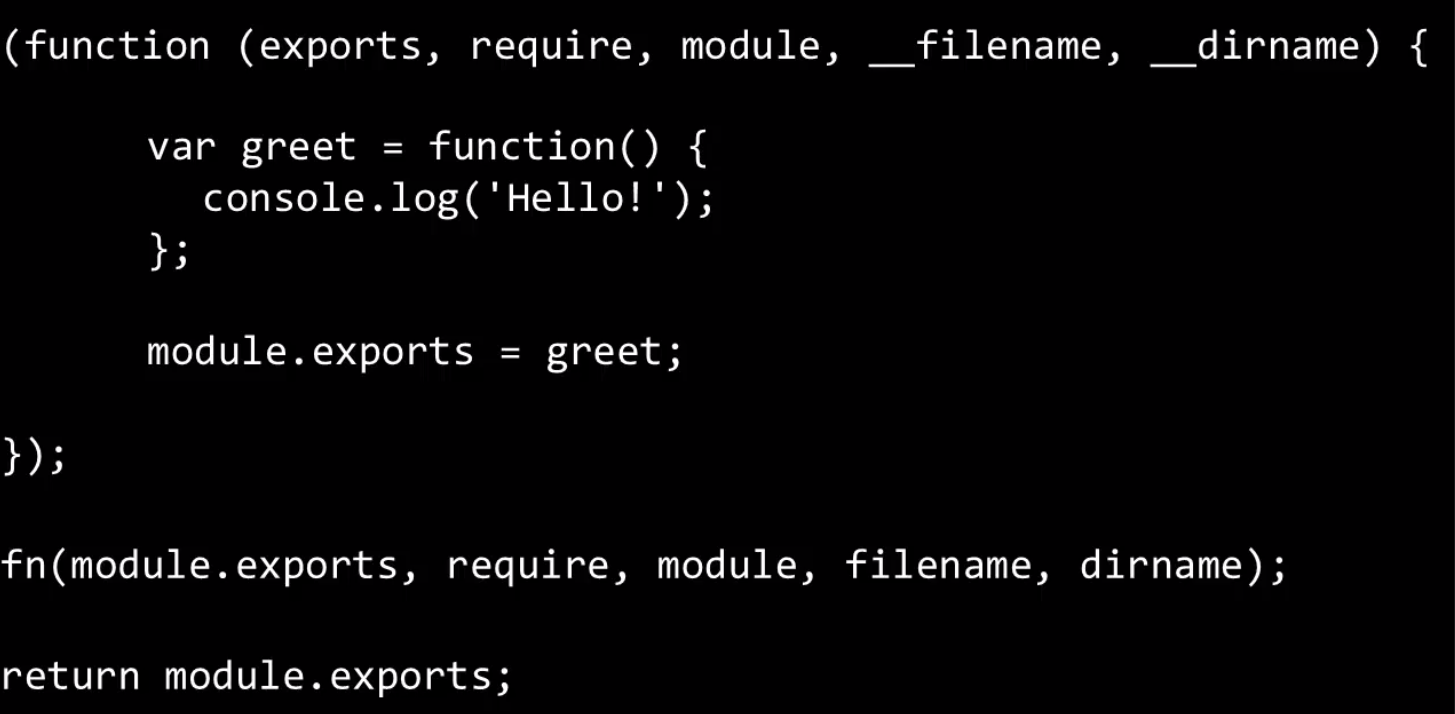 (function (exports, require, module, __filename, __dirname) {
var greet = function() {
console.log('Hello!');
};
module.exports = greet;
});
fn(module.exports, require, module, filename, dirname);
return module.exports;